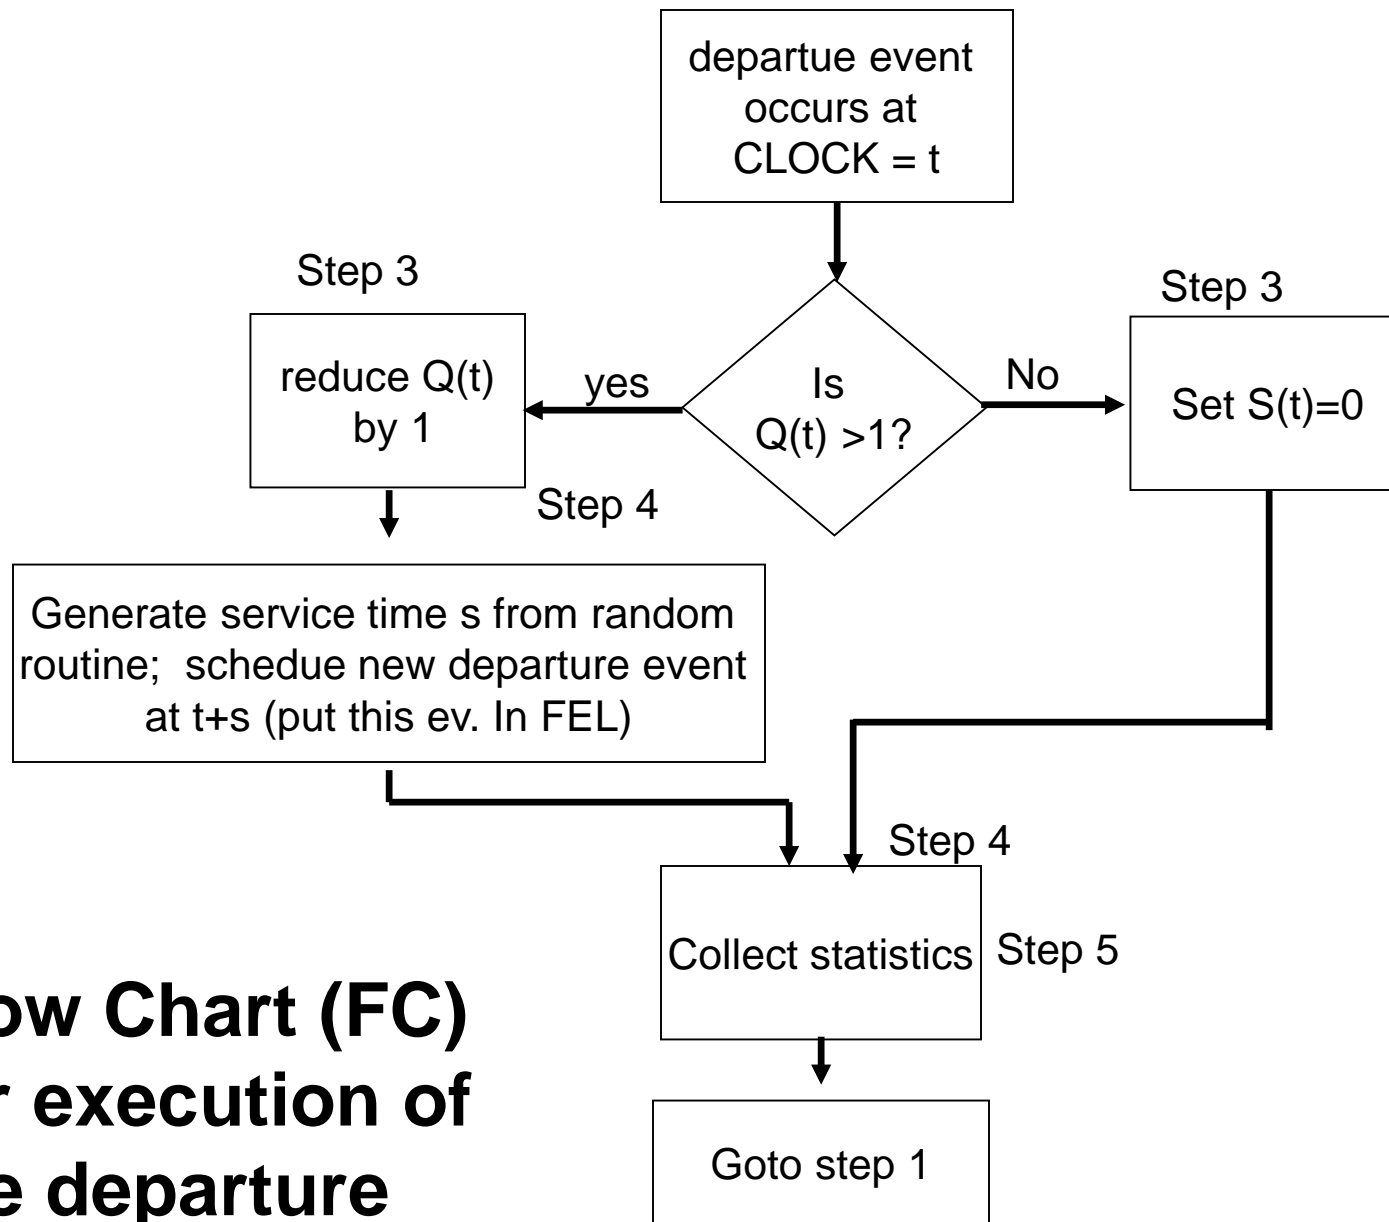 departue event
occurs at
CLOCK = t
Step 3
Step 3
reduce Q(t)
by 1
yes
Is
Q(t) >1?
No
Set S(t)=0
Step 4
Generate service time s from random
routine; schedue new departure event
at t+s (put this ev. In FEL)
Step 4
Collect statistics
Step 5
ow Chart (FC)
r execution of
e departure
Goto step 1